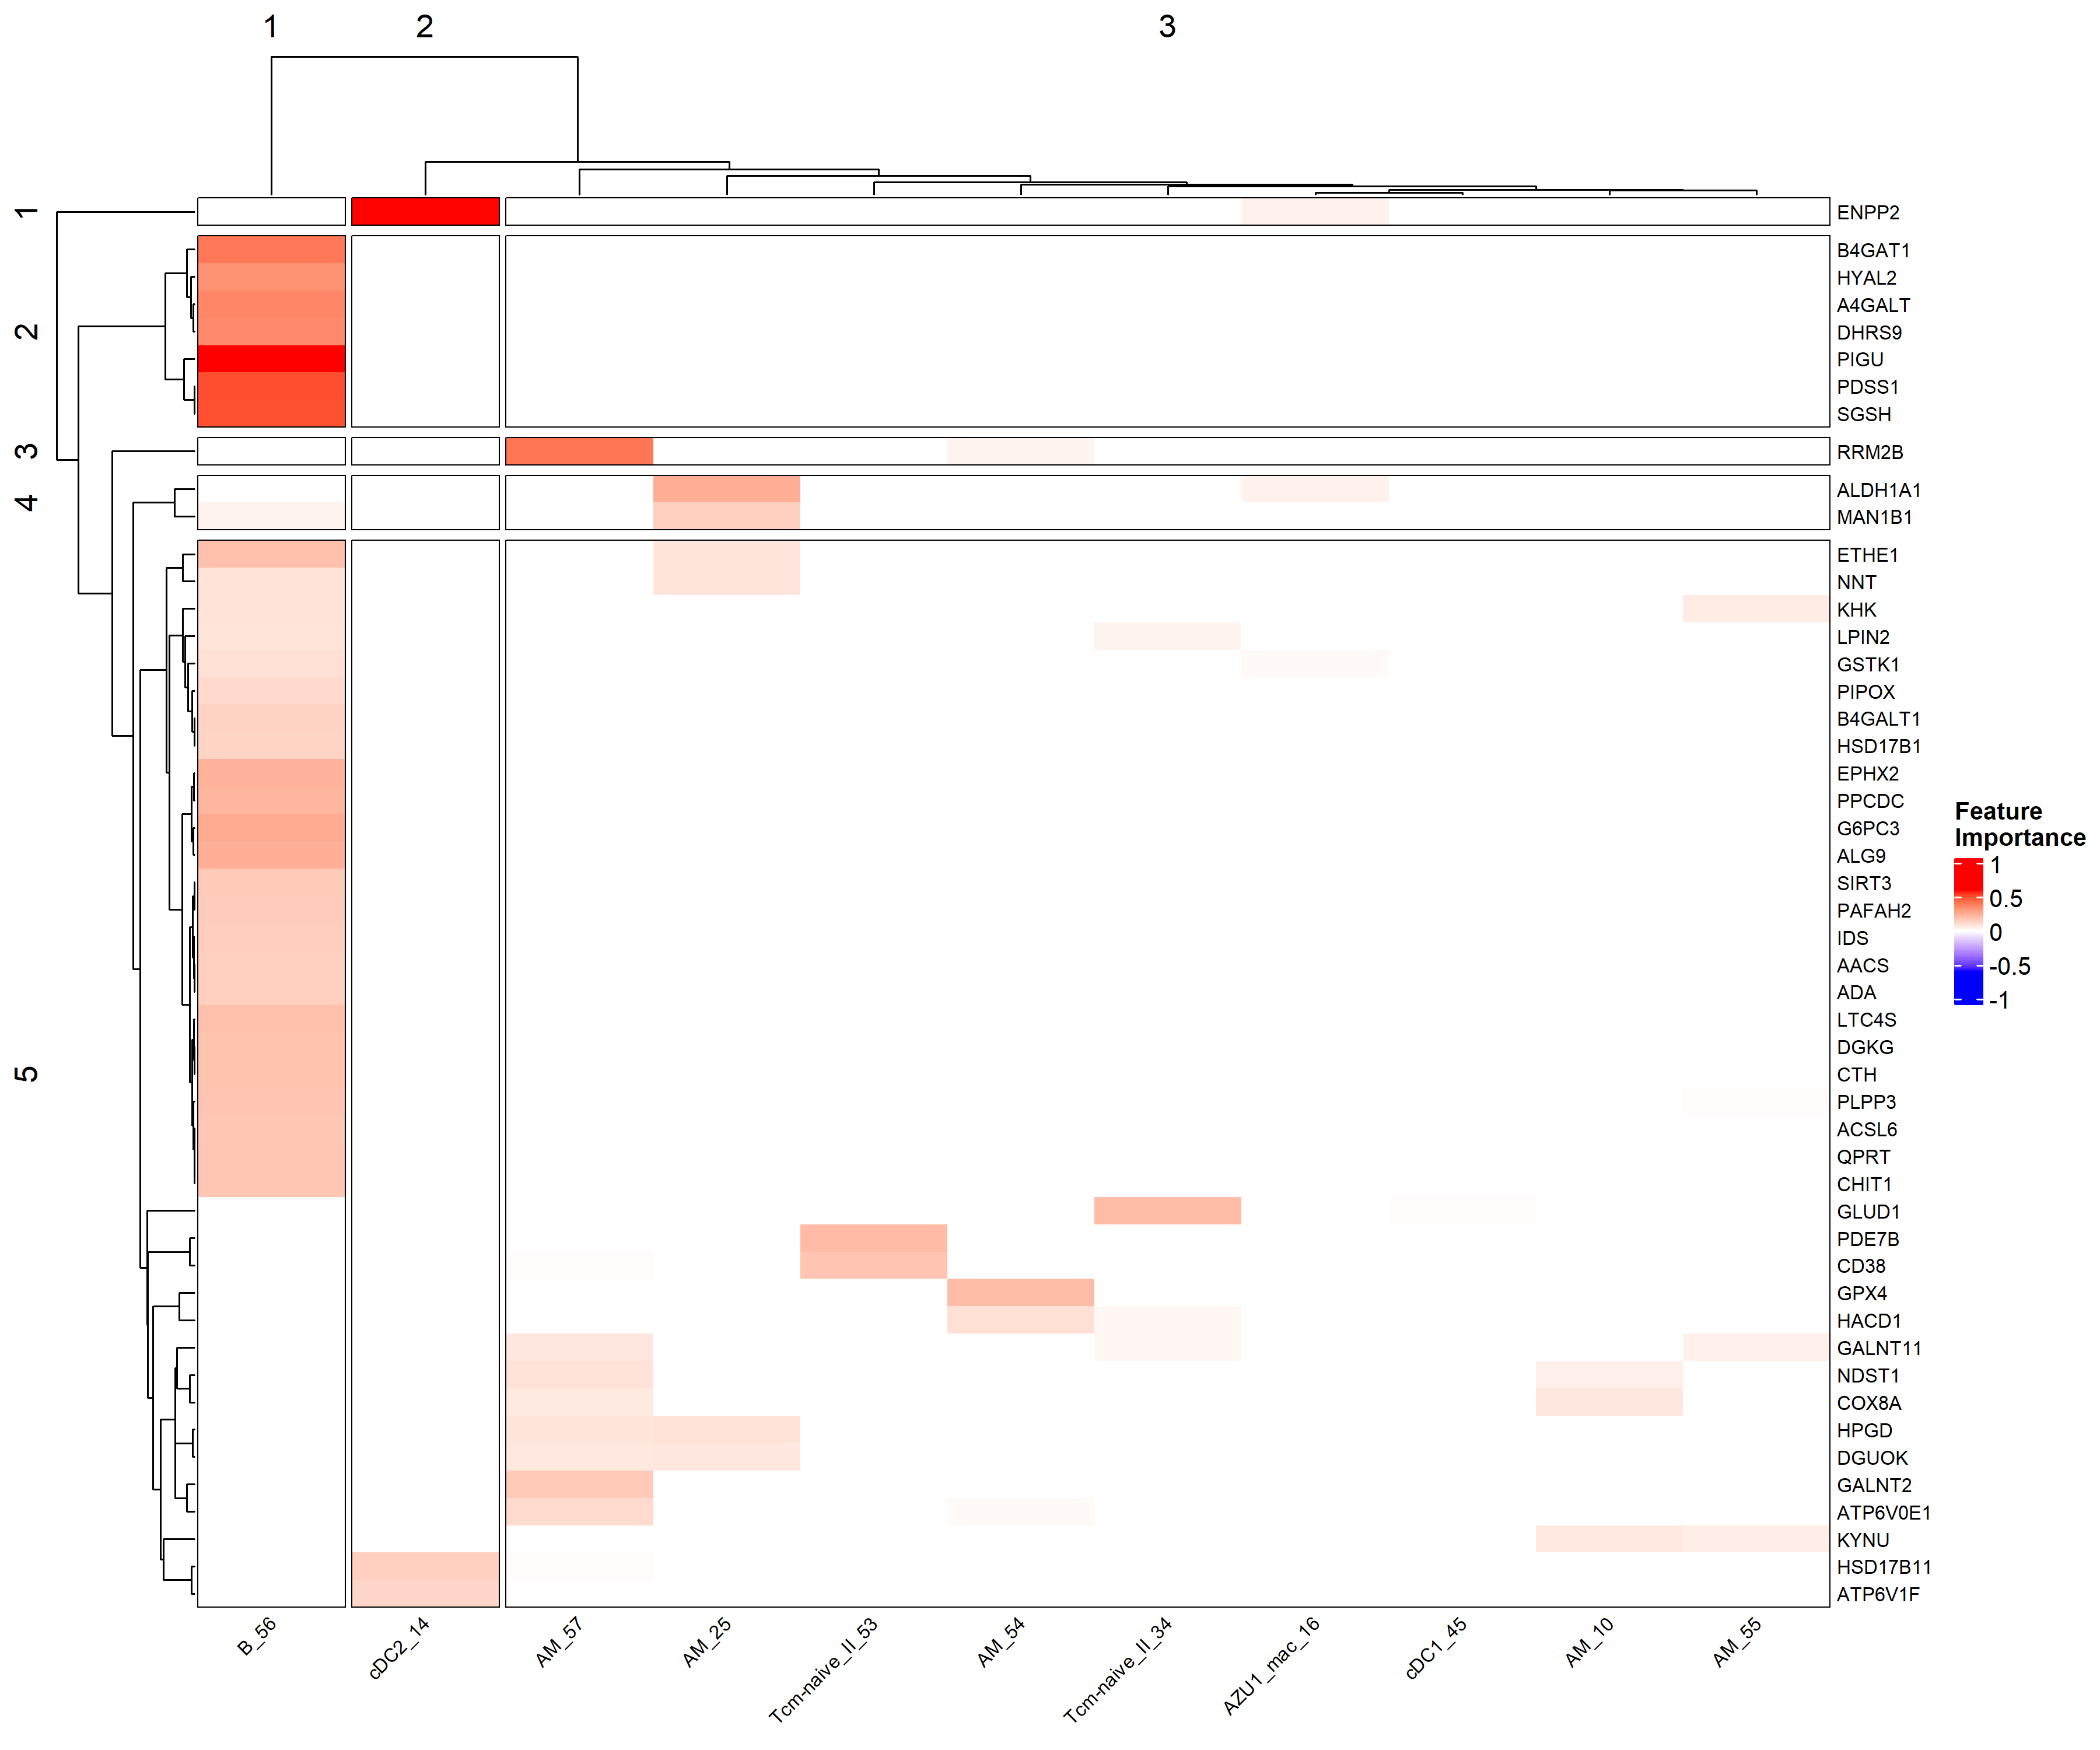 1
2
3
1
2
3
4
5
ENPP2
B4GAT1
HYAL2
A4GALT
DHRS9
PIGU
PDSS1
SGSH
RRM2B
ALDH1A1
MAN1B1
ETHE1
NNT
KHK
LPIN2
GSTK1
PIPOX
B4GALT1
HSD17B1
EPHX2
PPCDC
G6PC3
ALG9
SIRT3
PAFAH2
IDS
AACS
ADA
LTC4S
DGKG
CTH
PLPP3
ACSL6
QPRT
CHIT1
GLUD1
PDE7B
CD38
GPX4
HACD1
GALNT11
NDST1
COX8A
HPGD
DGUOK
GALNT2
ATP6V0E1
KYNU
HSD17B11
ATP6V1F
Feature
Importance
1
0.5
0
-0.5
-1
B_56
cDC2_14
AM_57
AM_25
Tcm-naive_II_53
AM_54
Tcm-naive_II_34
AZU1_mac_16
cDC1_45
AM_10
AM_55